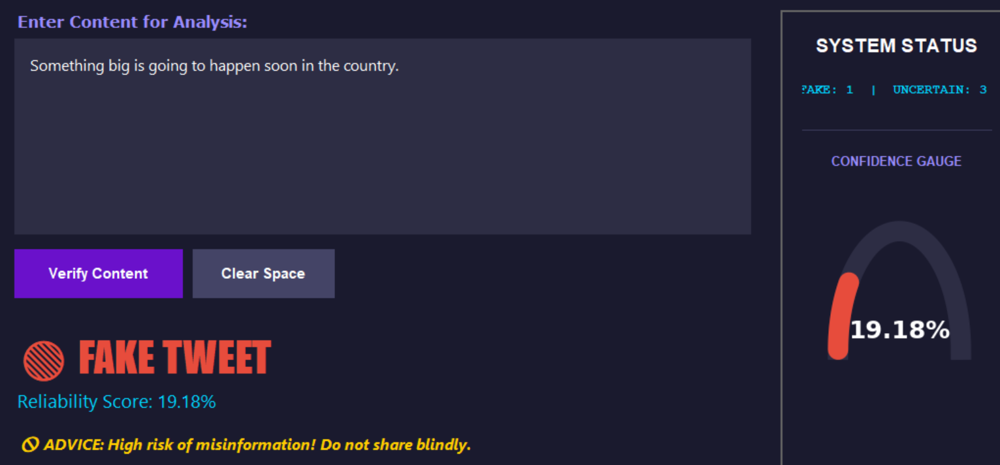 Enter Content for Analysis:
Something big is going to happen soon in the country.
Verify Content
Clear Space
FAKE TWEET
Reliability Score: 19.18%
ADVICE: High risk of misinformation! Do not share blindly.
SYSTEM STATUS
FAKE: 1 | UNCERTAIN: 3
CONFIDENCE GAUGE
19.18%